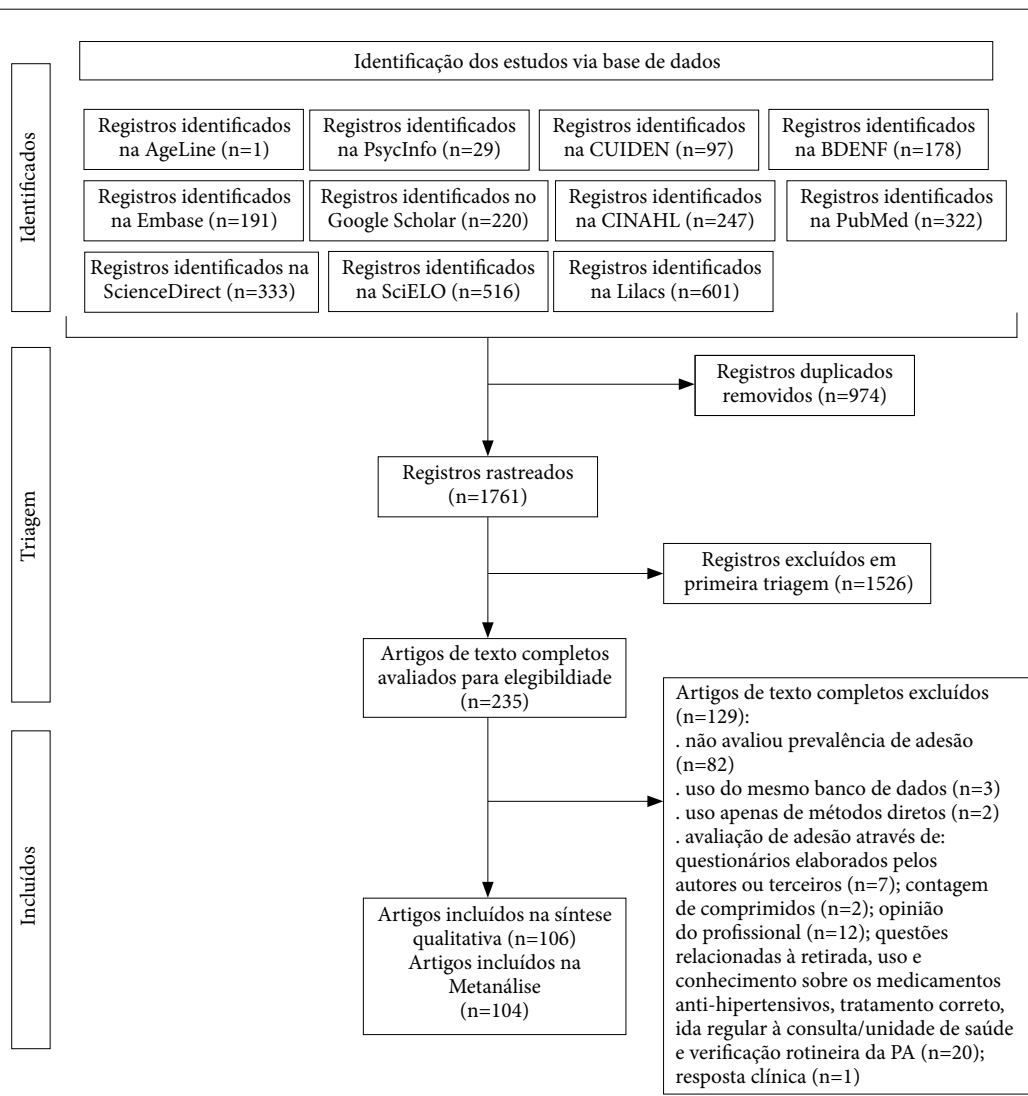 Identificação dos estudos via base de dados
Identificados
Registros identificados
na AgeLine (n=1)
Registros identificados
na PsycInfo (n=29)
Registros identificados
na CUIDEN (n=97)
Registros identificados
na BDENF (n=178)
Registros identificados
na Embase (n=191)
Registros identificados no
Google Scholar (n=220)
Registros identificados
na CINAHL (n=247)
Registros identificados
na PubMed (n=322)
Registros identificados na
ScienceDirect (n=333)
Registros identificados
na SciELO (n=516)
Registros identificados
na Lilacs (n=601)
Triagem
Registros duplicados
removidos (n=974)
Registros rastreados
(n=1761)
Registros excluídos em
primeira triagem (n=1526)
Artigos de texto completos
avaliados para elegibildiade
(n=235)
Incluídos
Artigos de texto completos excluídos
(n=129):
. não avaliou prevalência de adesão
(n=82)
. uso do mesmo banco de dados (n=3)
. uso apenas de métodos diretos (n=2)
. avaliação de adesão através de:
questionários elaborados pelos
autores ou terceiros (n=7); contagem
de comprimidos (n=2); opinião
do profissional (n=12); questões
relacionadas à retirada, uso e
conhecimento sobre os medicamentos
anti-hipertensivos, tratamento correto,
ida regular à consulta/unidade de saúde
e verificação rotineira da PA (n=20);
resposta clínica (n=1)
Artigos incluídos na síntese
qualitativa (n=106)
Artigos incluídos na
Metanálise
(n=104)